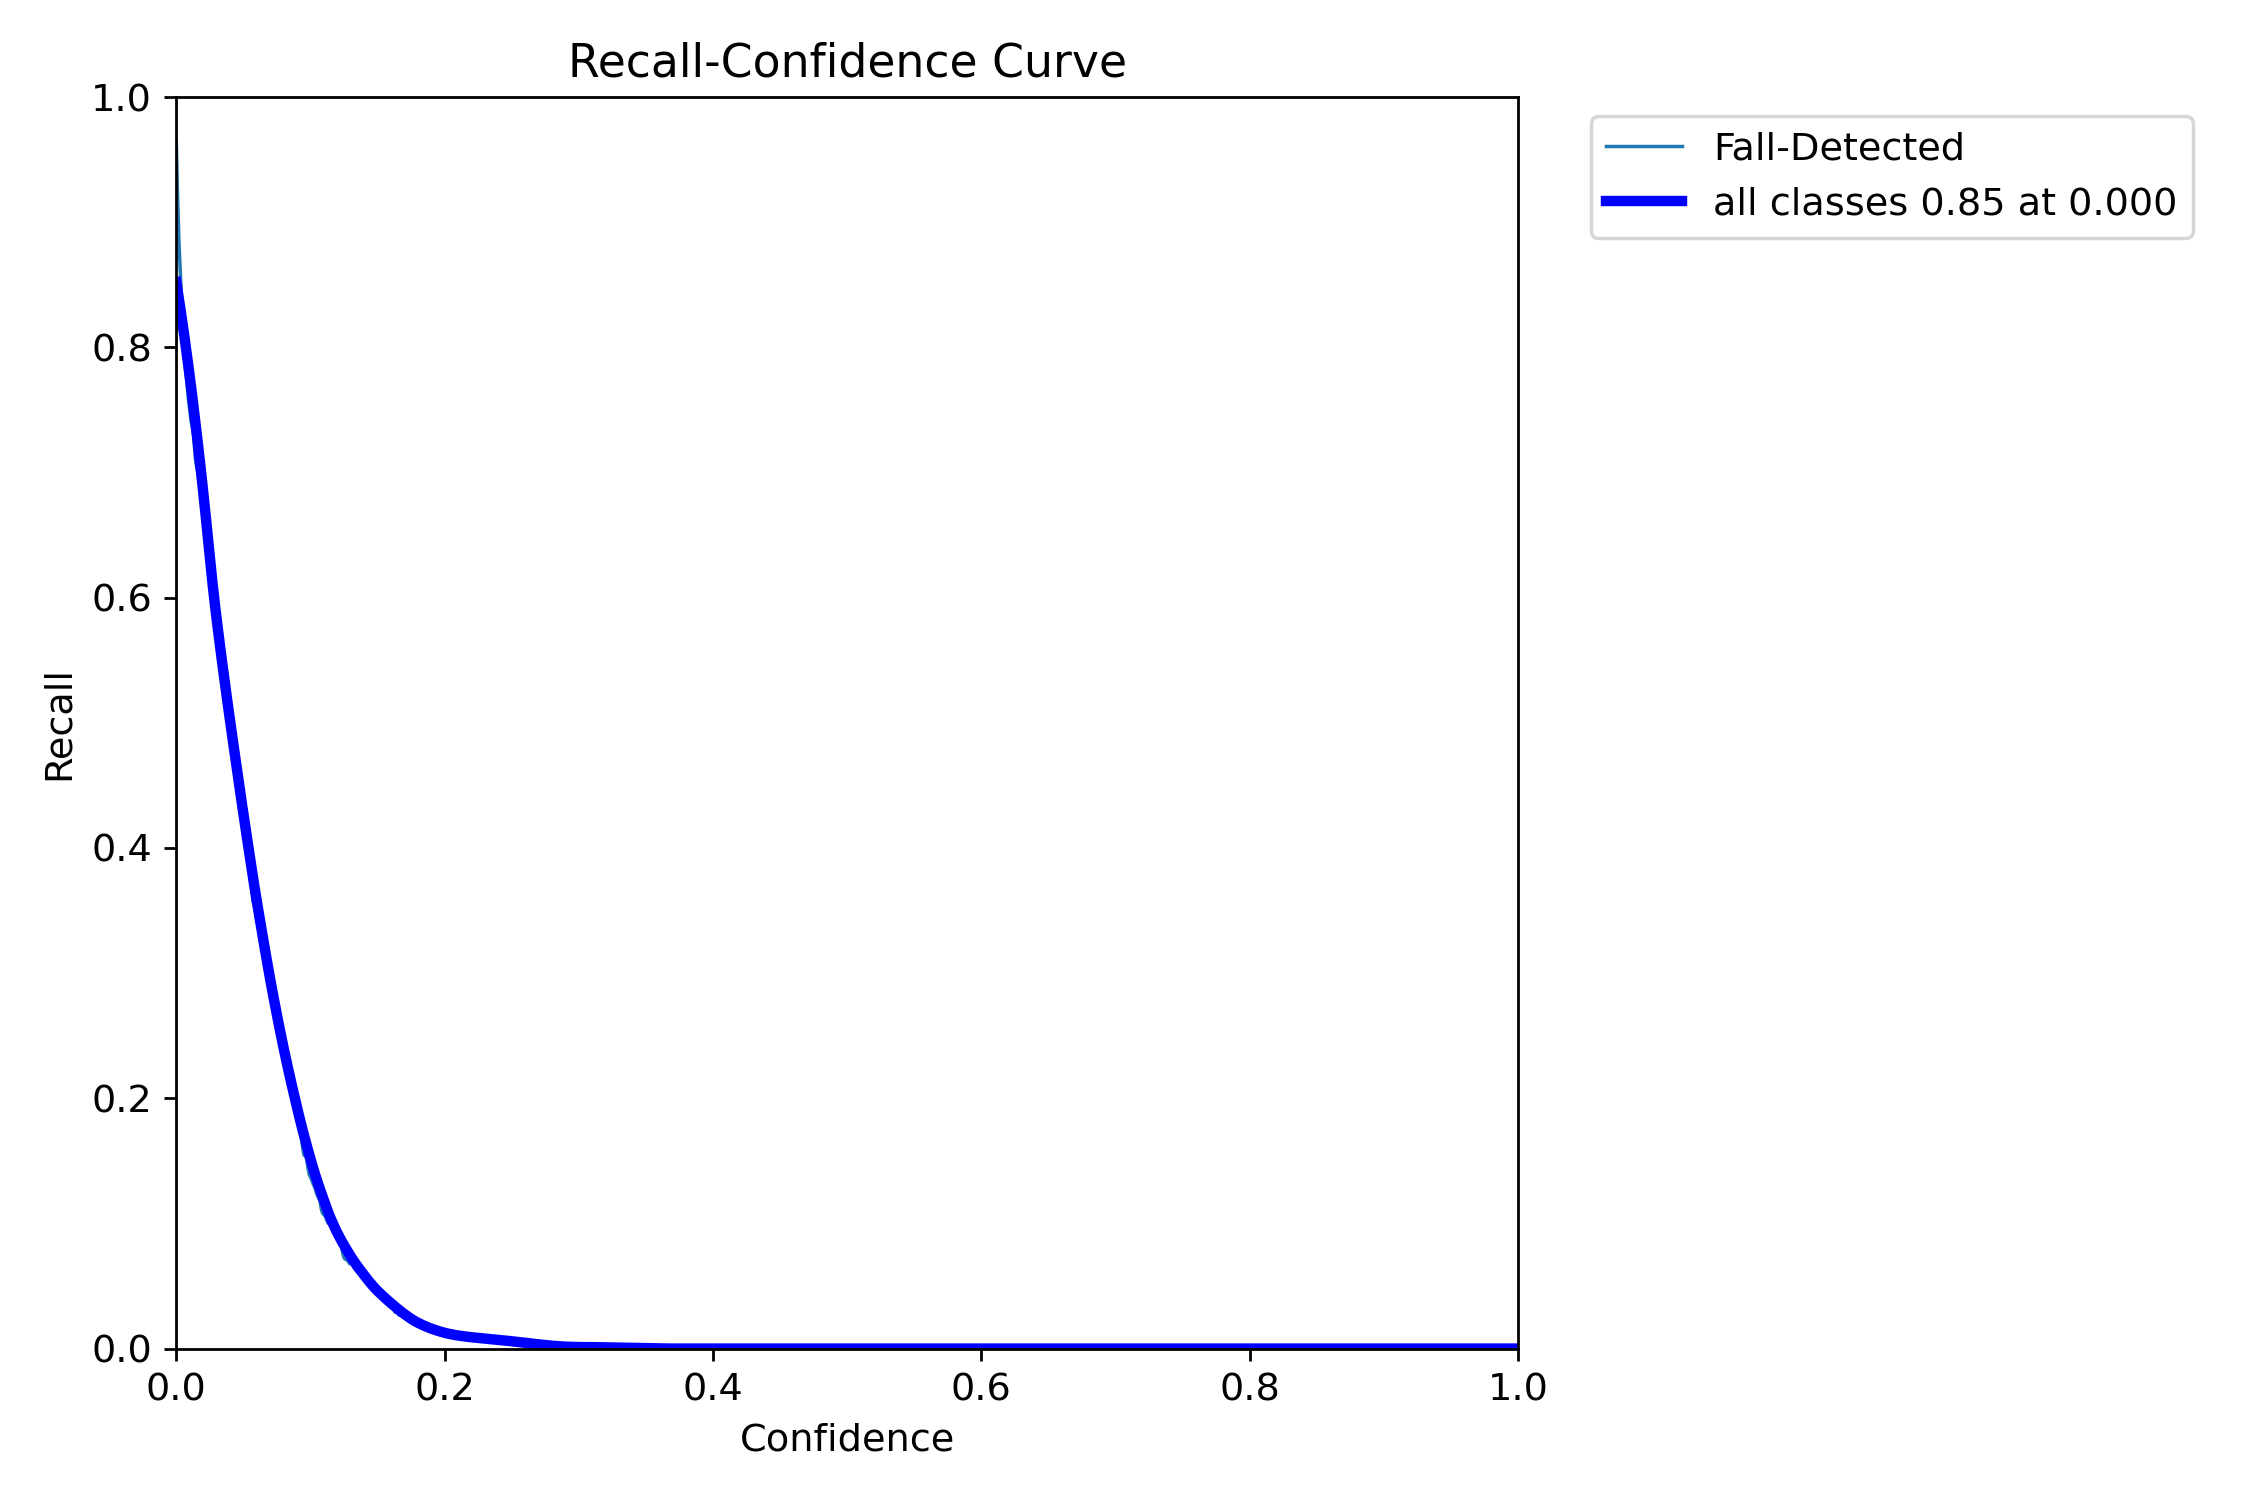 Recall-Confidence Curve
1.0
0.8
0.6
0.4
0.2
0.0
Recall
0.0 0.2 0.4 0.6 0.8 1.0
Confidence
Fall-Detected
all classes 0.85 at 0.000